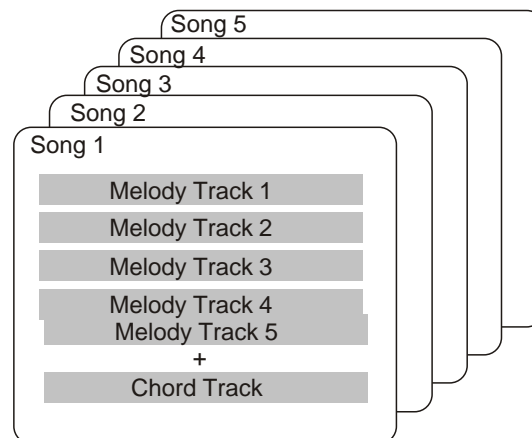 Song 5
Song 4
Song 3
Song 2
Song 1
Melody Track 1
Melody Track 2
Melody Track 3
Melody Track 4
Melody Track 5
+
Chord Track